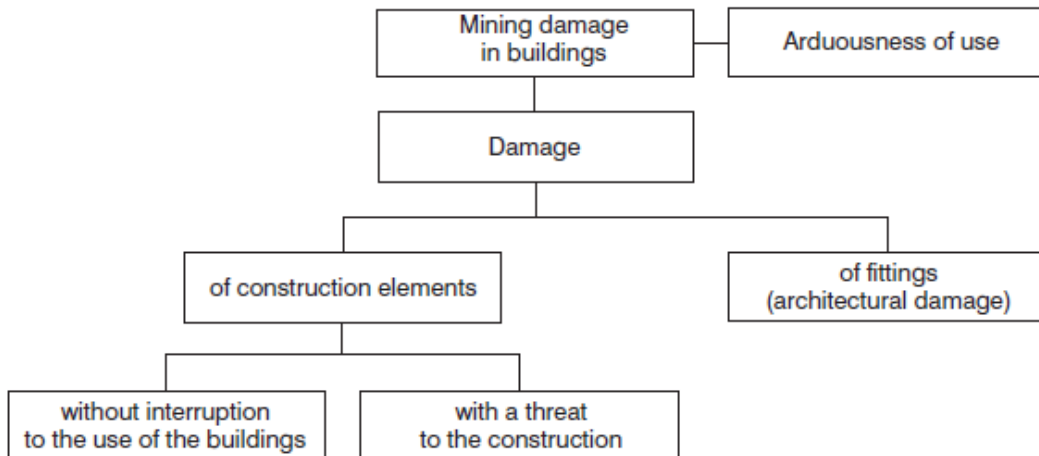 Mining damage
in buildings
Arduousness of use
Damage
of construction elements
of fittings
(architectural damage)
without interruption
to the use of the buildings
with a threat
to the construction